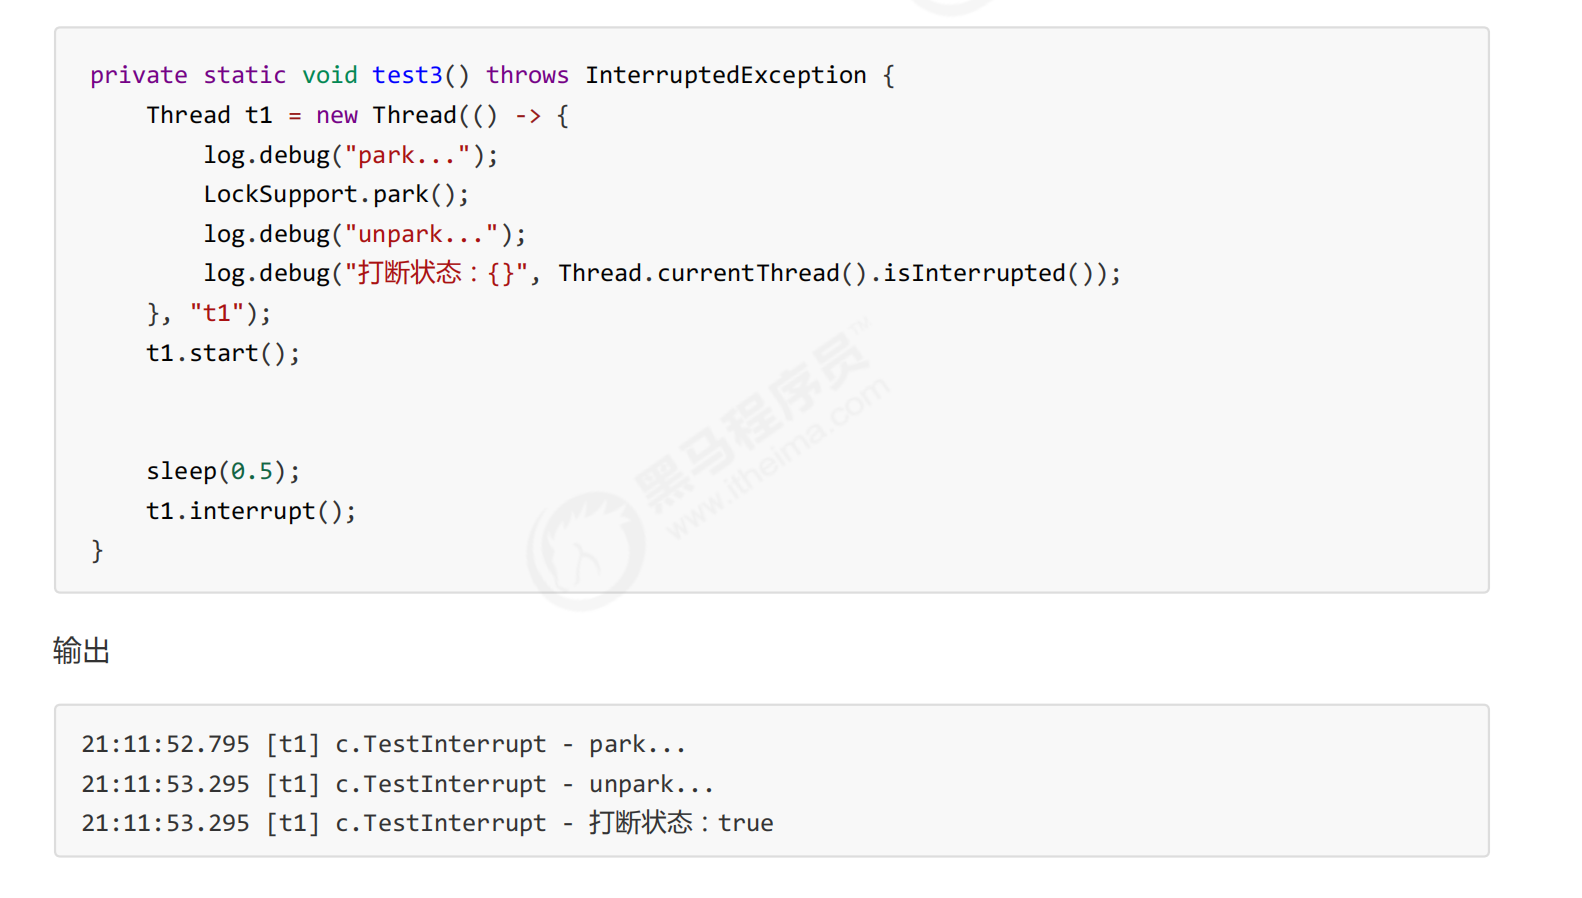 private static void test3() throws InterruptedException {
    Thread t1 = new Thread(() -> {
        log.debug("park...");
        LockSupport.park();
        log.debug("unpark...");
        log.debug("打断状态：{}", Thread.currentThread().isInterrupted());
    }, "t1");
    t1.start();
    sleep(0.5);
    t1.interrupt();
}
黑马程序员™
www.itheima.com
输出
21:11:52.795 [t1] c.TestInterrupt - park...
21:11:53.295 [t1] c.TestInterrupt - unpark...
21:11:53.295 [t1] c.TestInterrupt - 打断状态：true